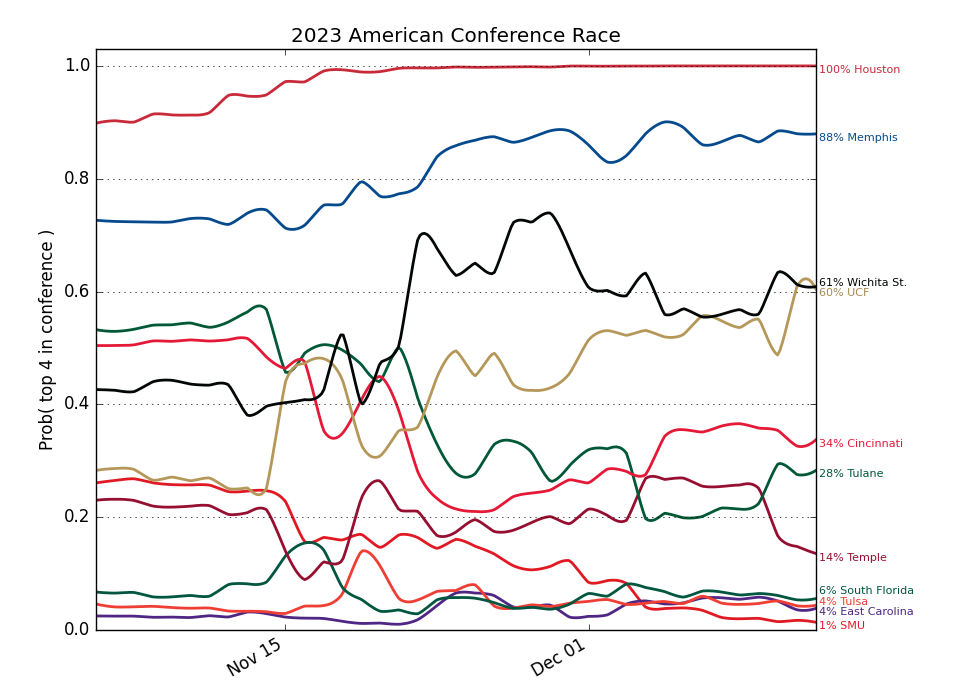 2023 American Conference Race
1.0
100% Houston
88% Memphis
0.8
Prob( top 4 in conference )
61% Wichita St.
0.6
60% UCF
0.4
34% Cincinnati
28% Tulane
0.2
14% Temple
6% South Florida
4% Tulsa
4% East Carolina
1% SMU
0.0
Nov 15
Dec 01